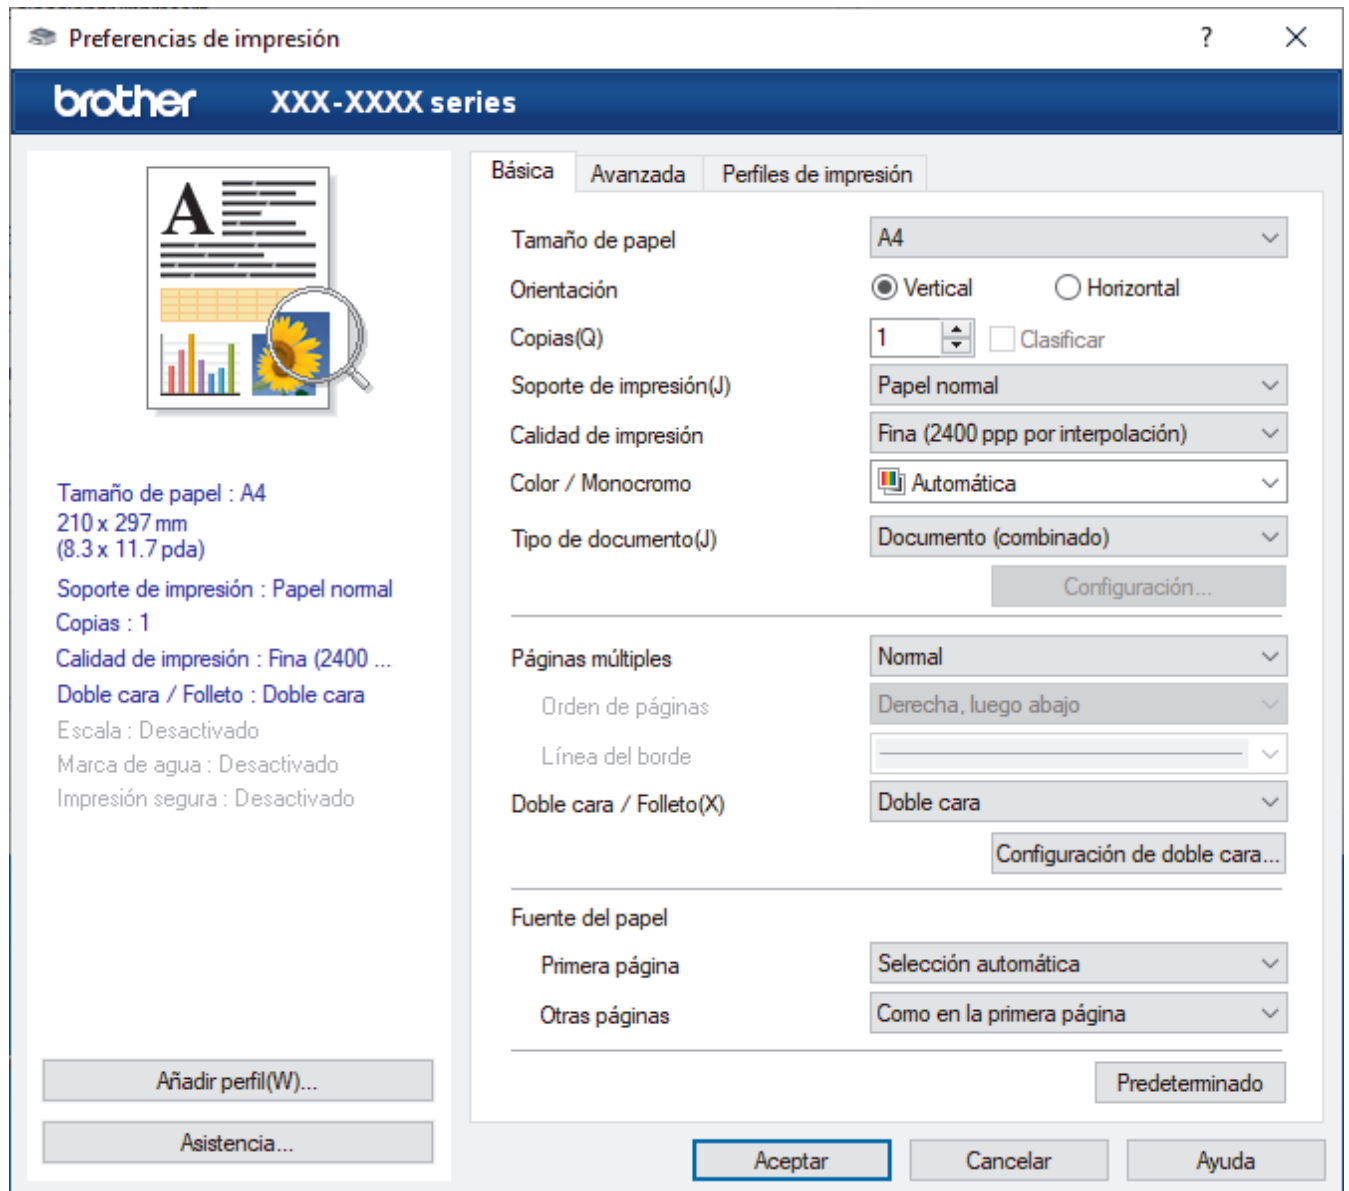 Preferencias de impresión
?
brother XXX-XXXX series
A
Tamaño de papel : A4
210 x 297 mm
(8.3 x 11.7 pda)
Soporte de impresión : Papel normal
Copias : 1
Calidad de impresión : Fina (2400 ...
Doble cara / Folleto : Doble cara
Escala : Desactivado
Marca de agua : Desactivado
Impresión segura : Desactivado
Añadir perfil(W)...
Asistencia...
Básica Avanzada Perfiles de impresión
Tamaño de papel A4
Orientación Vertical Horizontal
Copias(Q) 1 Clasificar
Soporte de impresión(J) Papel normal
Calidad de impresión Fina (2400 ppp por interpolación)
Color / Monocromo Automática
Tipo de documento(J) Documento (combinado)
Configuración...
Páginas múltiples Normal
Orden de páginas Derecha, luego abajo
Línea del borde
Doble cara / Folleto(X) Doble cara
Configuración de doble cara...
Fuente del papel
Primera página Selección automática
Otras páginas Como en la primera página
Predeterminado
Aceptar Cancelar Ayuda